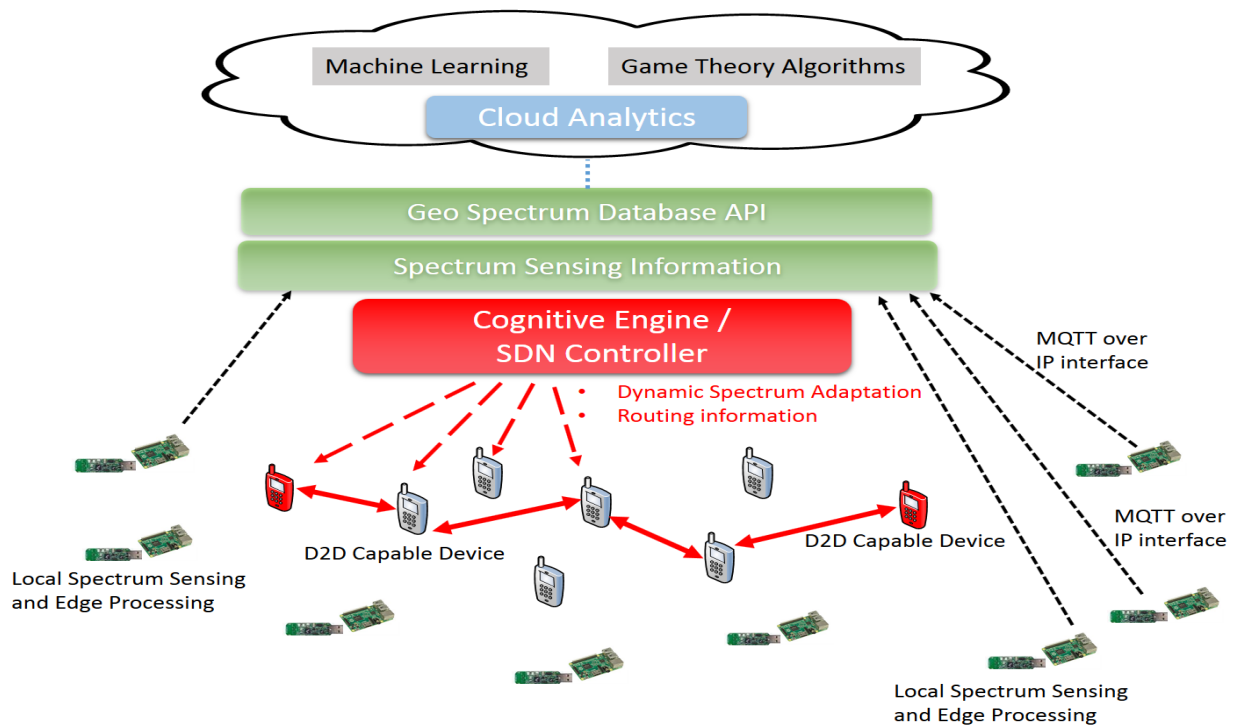 Machine Learning
Game Theory Algorithms
Cloud Analytics
Geo Spectrum Database API
Spectrum Sensing Information
Cognitive Engine /
SDN Controller
MQTT over
IP interface
• Dynamic Spectrum Adaptation
• Routing information
MQTT over
IP interface
D2D Capable Device
D2D Capable Device
Local Spectrum Sensing
and Edge Processing
Local Spectrum Sensing
and Edge Processing